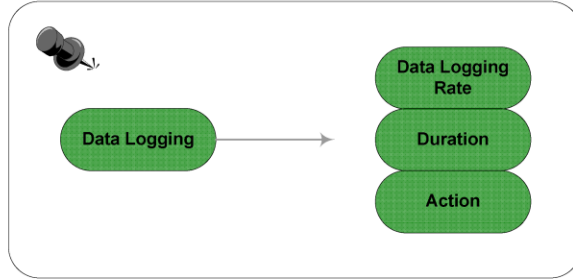 Data Logging
Data Logging
Rate
Duration
Action